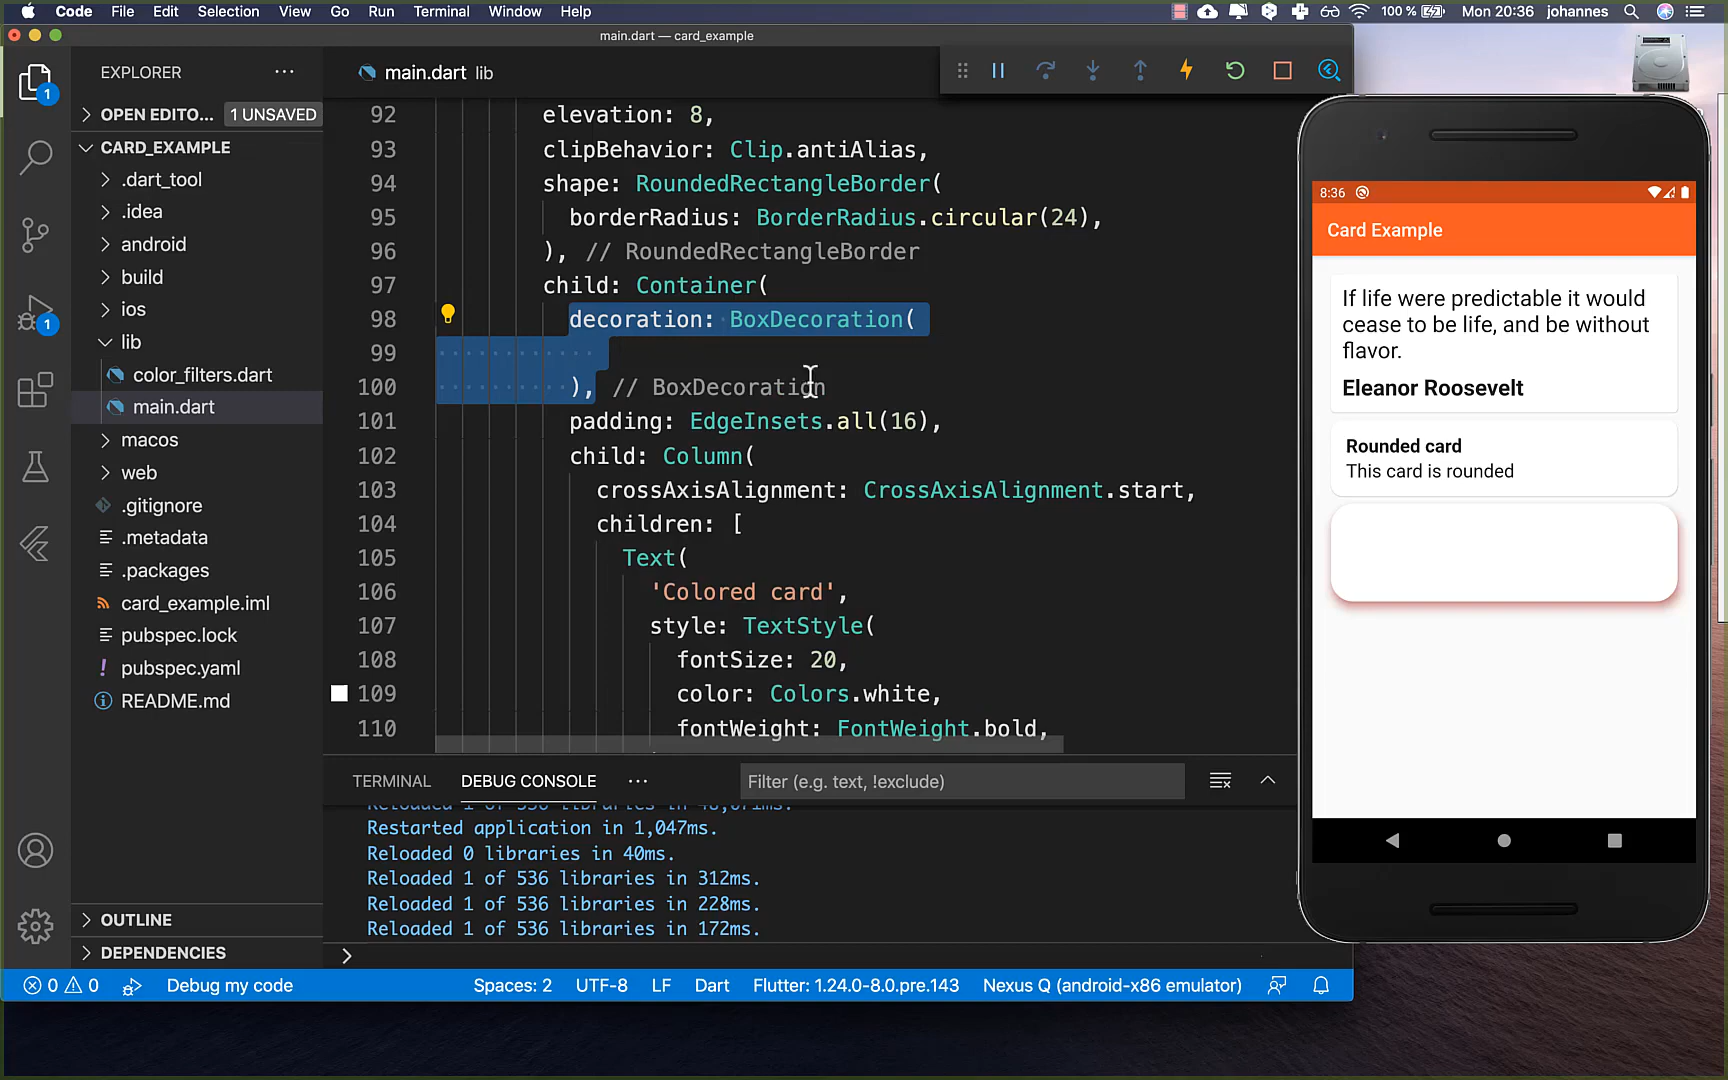 Code File Edit Selection View Go Run Terminal Window Help 100 % Mon 20:36 johannes
main.dart — card_example
EXPLORER
OPEN EDITO... 1 UNSAVED
CARD_EXAMPLE
.dart_tool
.idea
android
build
ios
lib
color_filters.dart
main.dart
macos
web
.gitignore
.metadata
.packages
card_example.iml
pubspec.lock
pubspec.yaml
README.md
OUTLINE
DEPENDENCIES
1
1
main.dart lib
92 elevation: 8,
93 clipBehavior: Clip.antiAlias,
94 shape: RoundedRectangleBorder(
95 borderRadius: BorderRadius.circular(24),
96 ), // RoundedRectangleBorder
97 child: Container(
98 decoration: BoxDecoration(
99
100 ), // BoxDecoration
101 padding: EdgeInsets.all(16),
102 child: Column(
103 crossAxisAlignment: CrossAxisAlignment.start,
104 children: [
105 Text(
106 'Colored card',
107 style: TextStyle(
108 fontSize: 20,
109 color: Colors.white,
110 fontWeight: FontWeight.bold,
TERMINAL DEBUG CONSOLE Filter (e.g. text, !exclude)
Reloaded 1 of 536 libraries in 48,071ms.
Restarted application in 1,047ms.
Reloaded 0 libraries in 40ms.
Reloaded 1 of 536 libraries in 312ms.
Reloaded 1 of 536 libraries in 228ms.
Reloaded 1 of 536 libraries in 172ms.
0 0 Debug my code Spaces: 2 UTF-8 LF Dart Flutter: 1.24.0-8.0.pre.143 Nexus Q (android-x86 emulator)
8:36
Card Example
If life were predictable it would
cease to be life, and be without
flavor.
Eleanor Roosevelt
Rounded card
This card is rounded